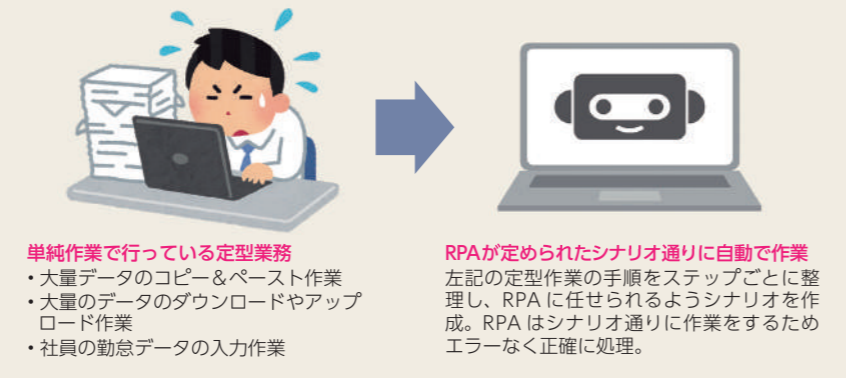 単純作業で行っている定型業務
・大量データのコピー＆ペースト作業
・大量のデータのダウンロードやアップ
ロード作業
・社員の勤怠データの入力作業
RPAが定められたシナリオ通りに自動で作業
左記の定型作業の手順をステップごとに整
理し、RPA に任せられるようシナリオを作
成。RPA はシナリオ通りに作業をするため
エラーなく正確に処理。